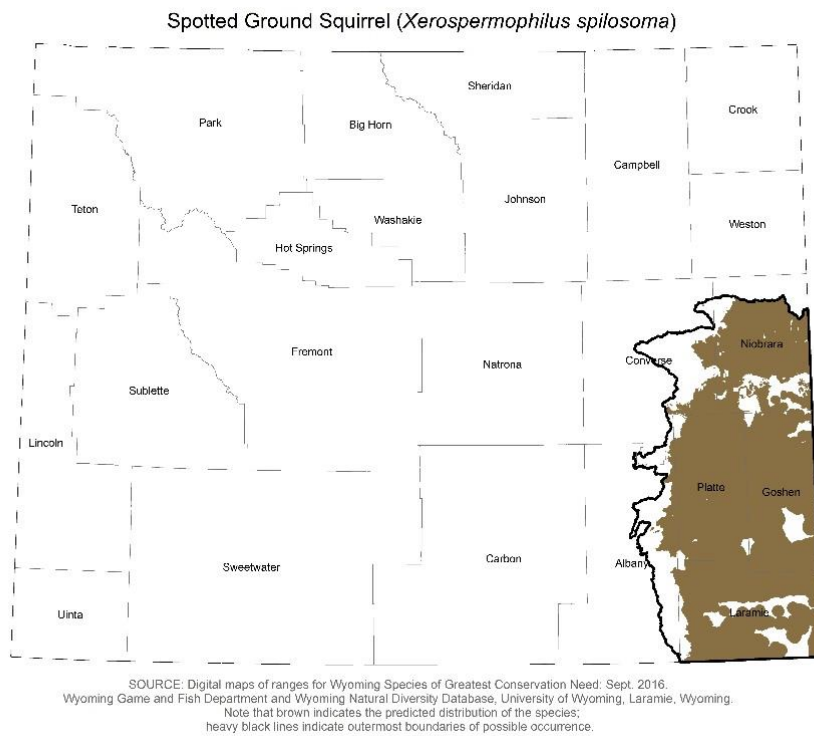 Spotted Ground Squirrel (Xerospermophilus spilosoma)
Sheridan
Crook
Park
Big Horn
Campbell
Teton
Johnson
Washakie
Weston
Hot Springs
Niobrara
Fremont
Converse
Natrona
Sublette
Lincoln
Platte
Goshen
Carbon
Albany
Sweetwater
Uinta
Laramie
SOURCE: Digital maps of ranges for Wyoming Species of Greatest Conservation Need: Sept. 2016.
Wyoming Game and Fish Department and Wyoming Natural Diversity Database, University of Wyoming, Laramie, Wyoming.
Note that brown indicates the predicted distribution of the species;
heavy black lines indicate outermost boundaries of possible occurrence.